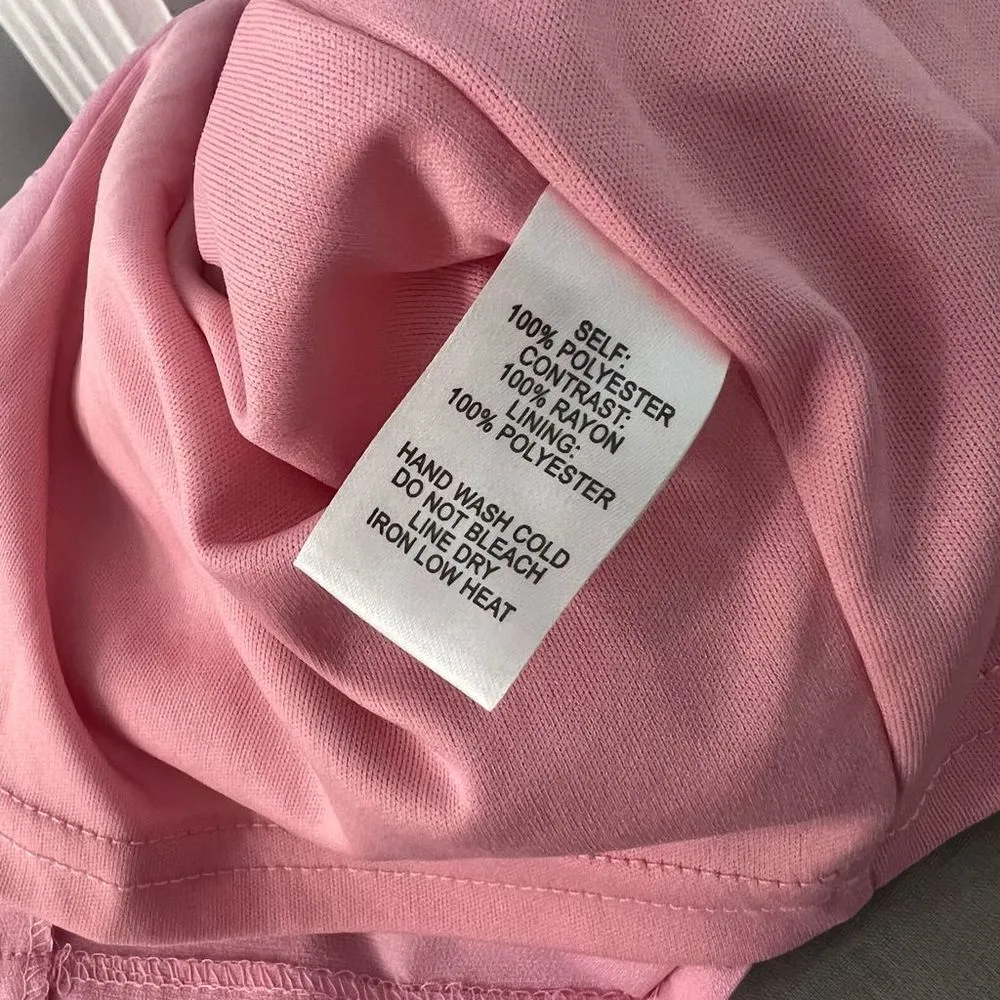 SELF:
100% POLYESTER
CONTRAST:
100% RAYON
LINING:
100% POLYESTER
HAND WASH COLD
DO NOT BLEACH
LINE DRY
IRON LOW HEAT